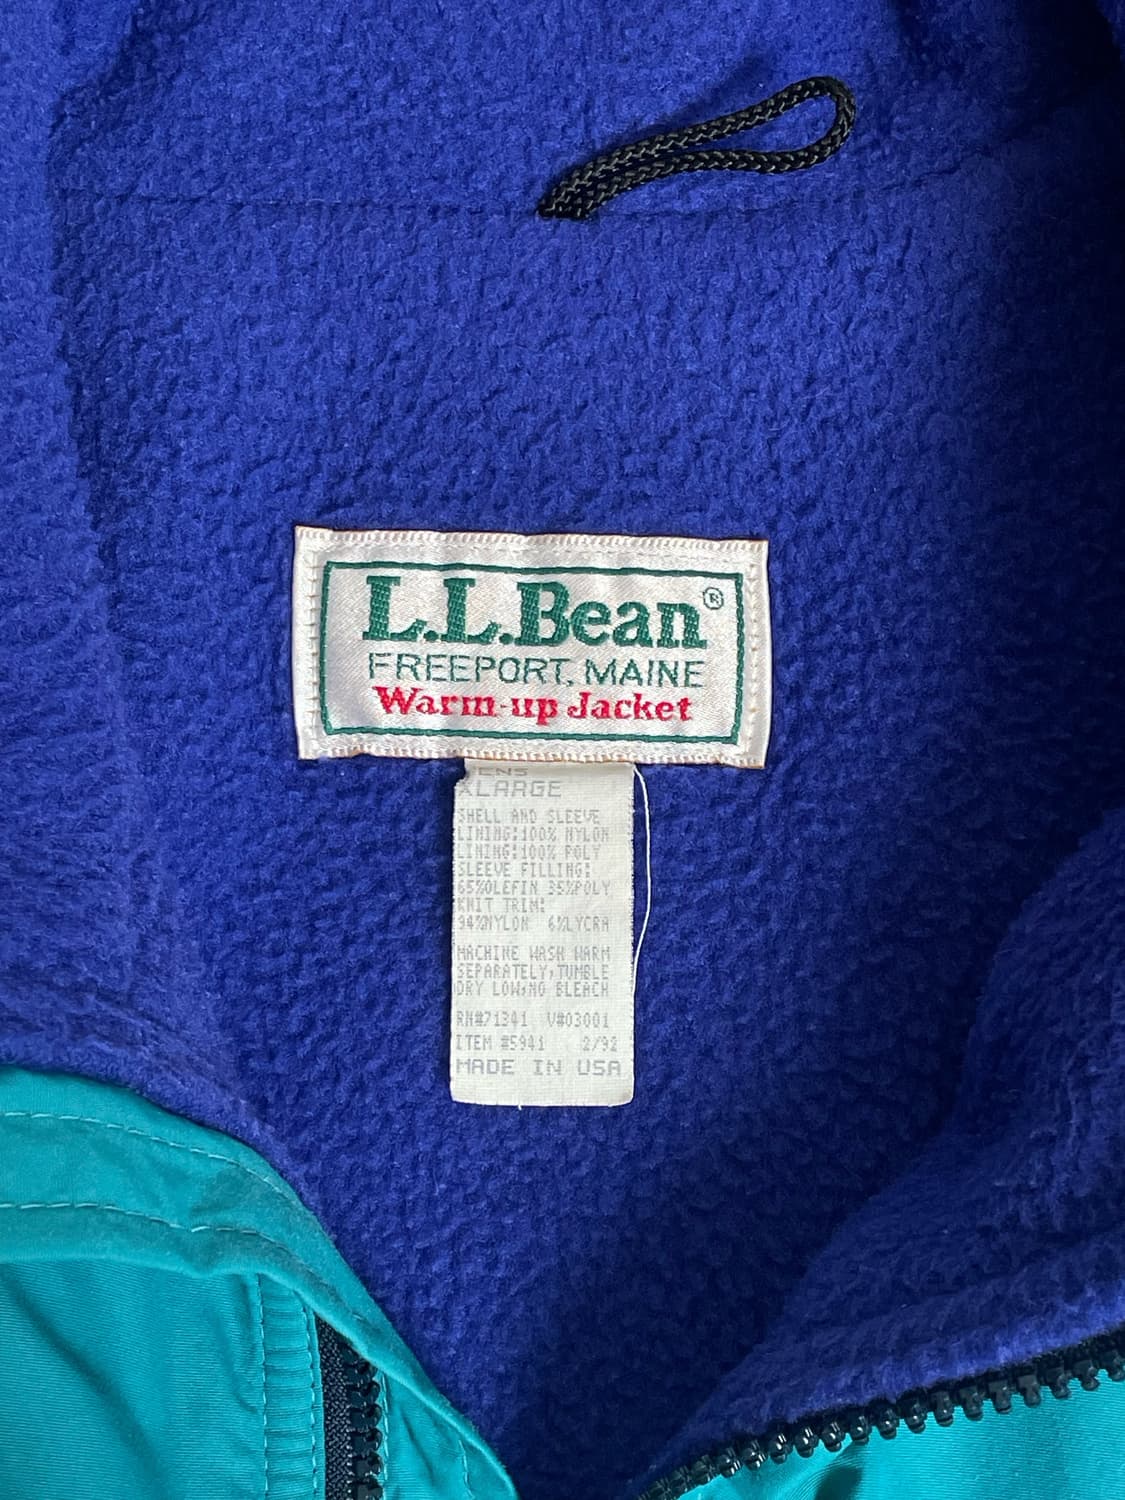 L.L.Bean®
FREEPORT, MAINE
Warm-up Jacket
MENS
XLARGE
SHELL AND SLEEVE
LINING:100% NYLON
LINING:100% POLY
SLEEVE FILLING:
65%OLEFIN 35%POLY
KNIT TRIM:
94%NYLON 6%LYCRA
MACHINE WASH WARM
SEPARATELY,TUMBLE
DRY LOW,NO BLEACH
RN#71341 V#03001
ITEM #5941 2/92
MADE IN USA